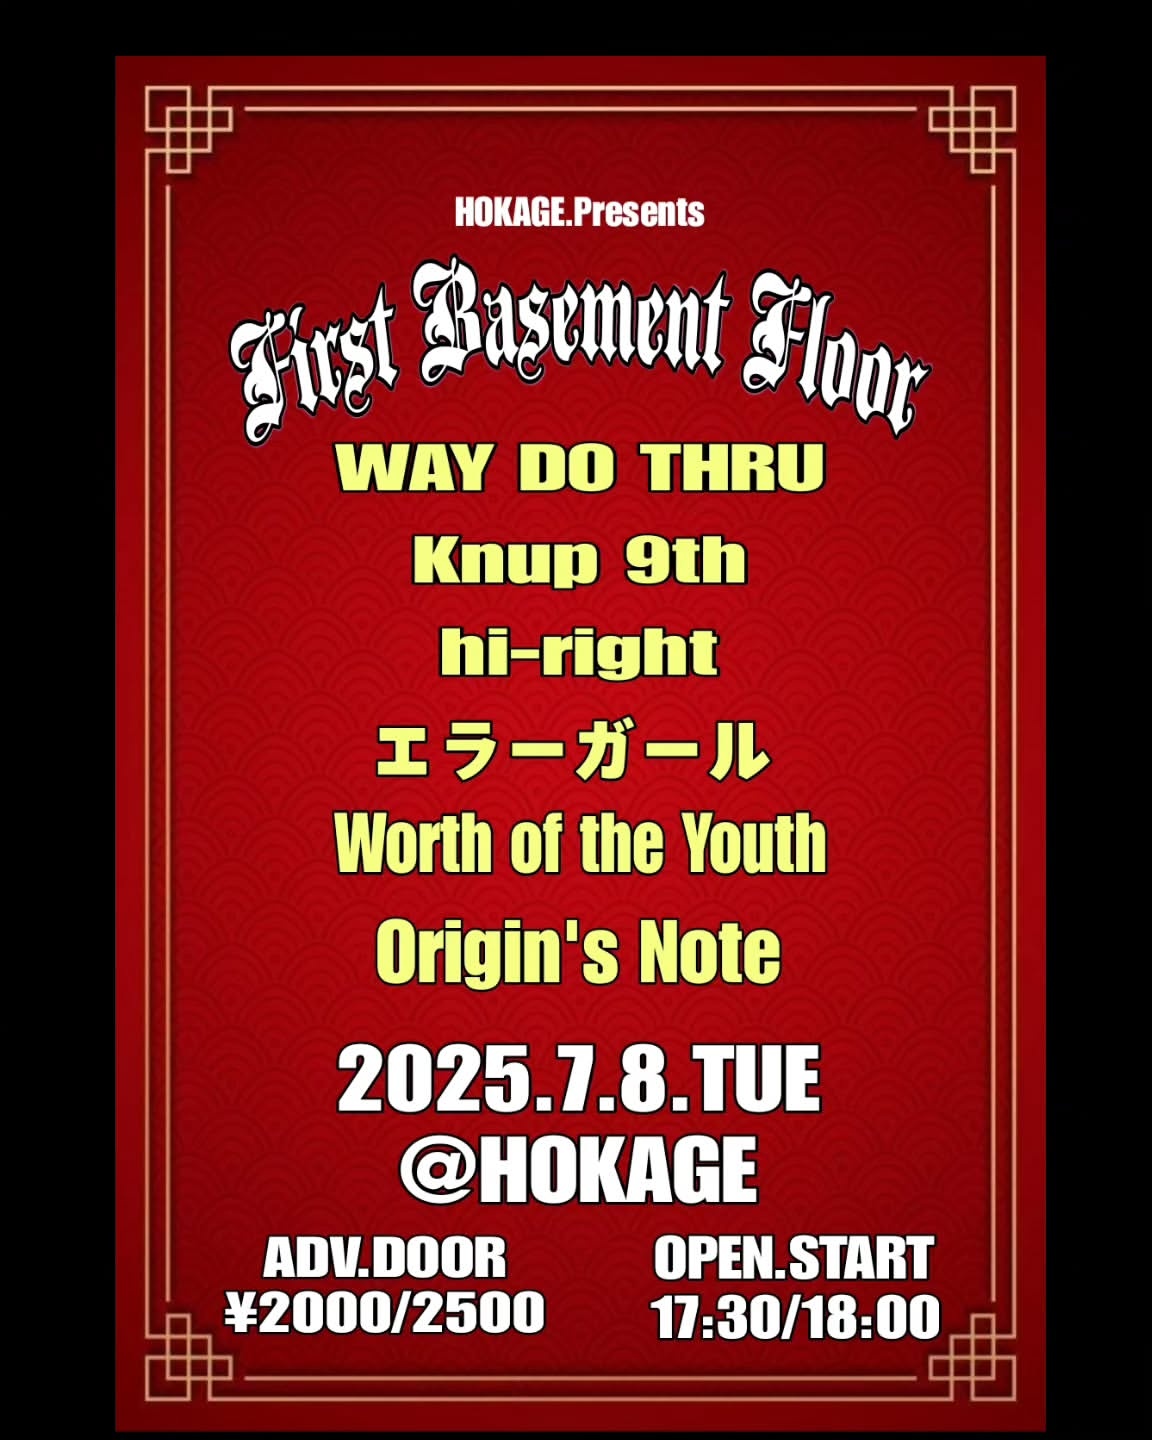 HOKAGE.Presents
First Basement Floor
WAY DO THRU
Knup 9th
hi-right
エラーガール
Worth of the Youth
Origin's Note
2025.7.8.TUE
@HOKAGE
ADV.DOOR
¥2000/2500
OPEN.START
17:30/18:00